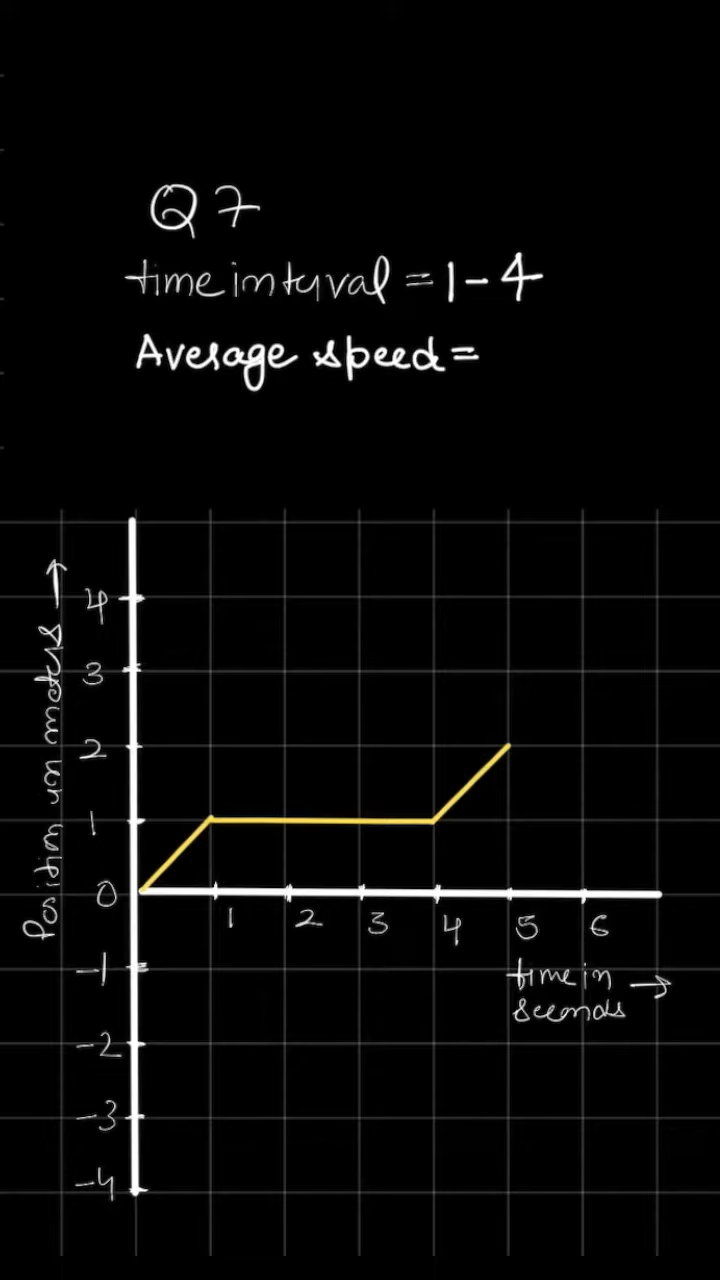 Q7
time interval = 1-4
Average speed =
Position in meters →
4
3
2
1
0
-1
-2
-3
-4
1 2 3 4 5 6
time in →
seconds